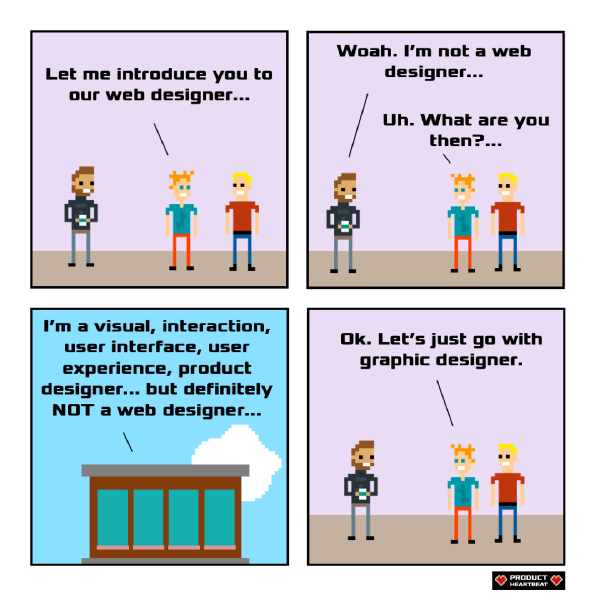 Let me introduce you to
our web designer...
Woah. I'm not a web
designer...
Uh. What are you
then?...
I'm a visual, interaction,
user interface, user
experience, product
designer... but definitely
NOT a web designer...
Ok. Let's just go with
graphic designer.
PRODUCT
HEARTBEAT